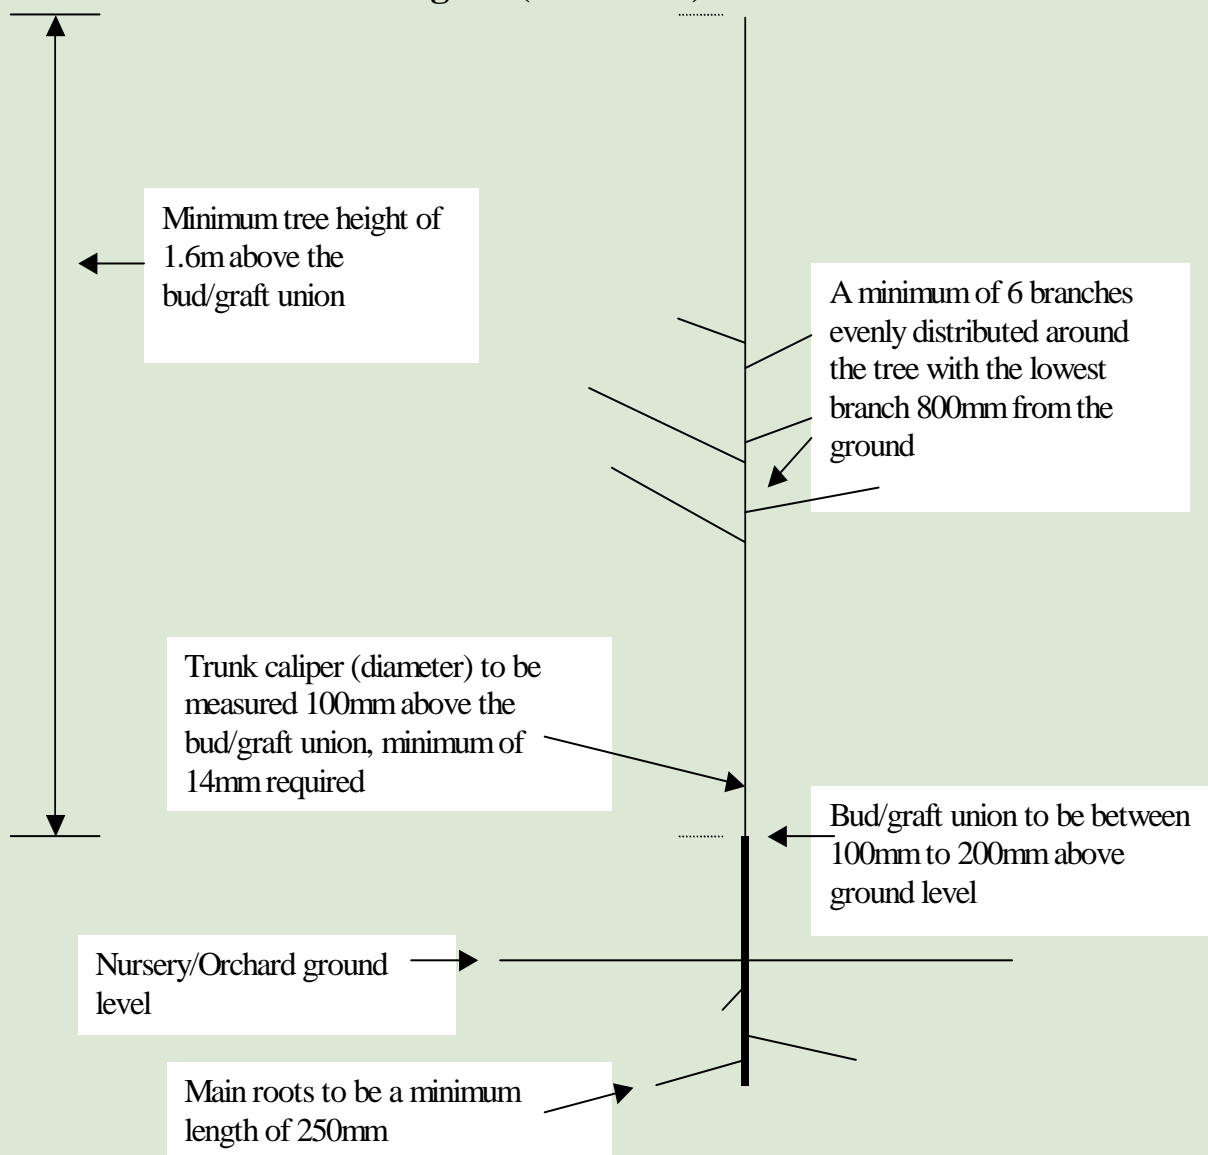 Minimum tree height of
1.6m above the
bud/graft union
A minimum of 6 branches
evenly distributed around
the tree with the lowest
branch 800mm from the
ground
Trunk caliper (diameter) to be
measured 100mm above the
bud/graft union, minimum of
14mm required
Bud/graft union to be between
100mm to 200mm above
ground level
Nursery/Orchard ground
level
Main roots to be a minimum
length of 250mm